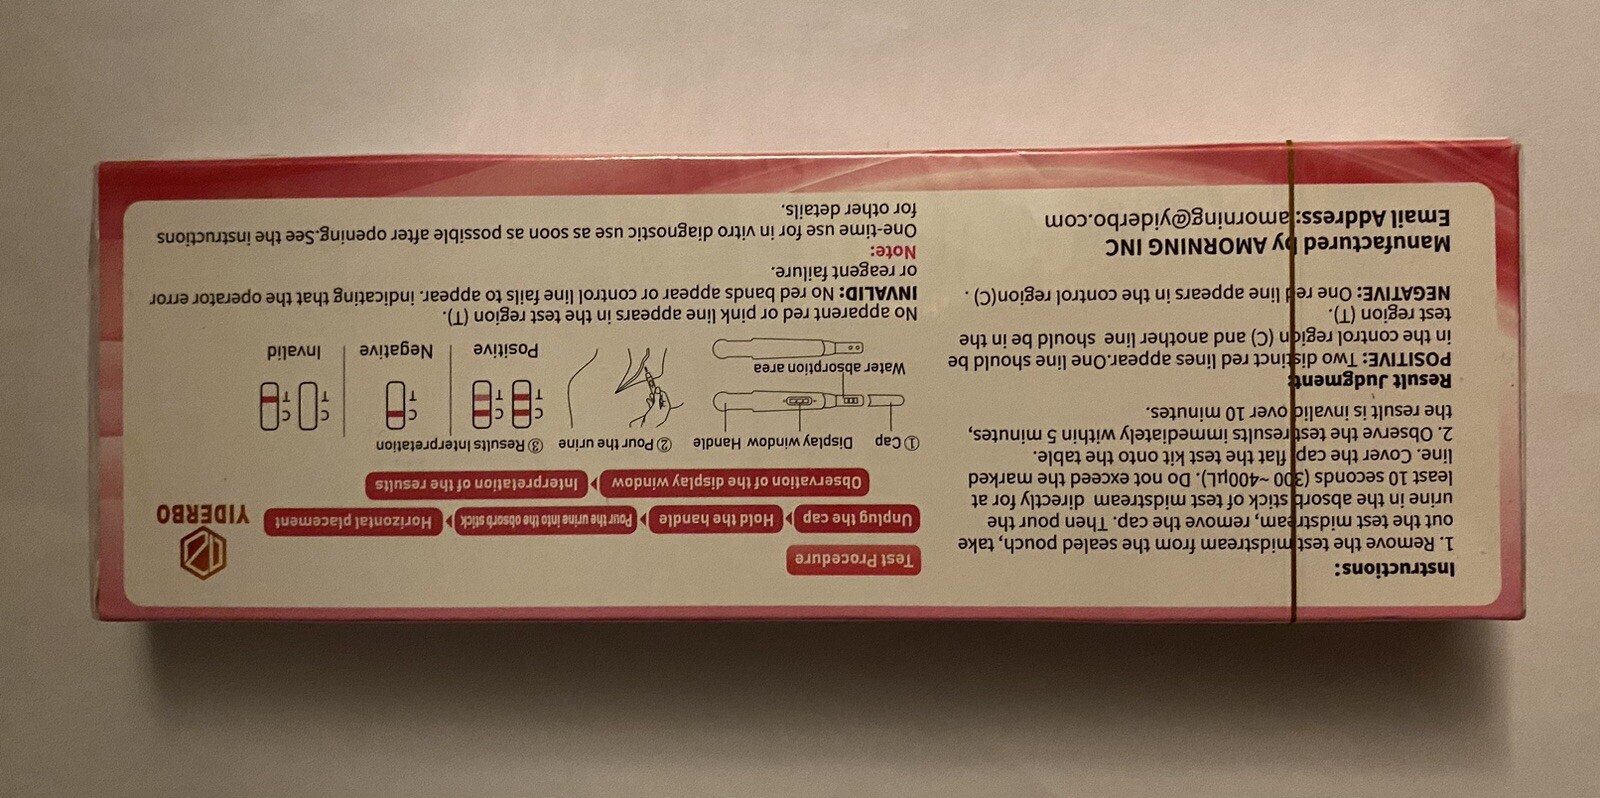 Instructions:
1. Remove the test midstream from the sealed pouch, take
out the test midstream, remove the cap. Then pour the
urine in the absorb stick of test midstream directly for at
least 10 seconds (300 ~400μL). Do not exceed the marked
line. Cover the cap, flat the test kit onto the table.
2. Observe the test results immediately within 5 minutes,
the result is invalid over 10 minutes.
Result Judgment:
POSITIVE: Two distinct red lines appear.One line should be
in the control region (C) and another line should be in the
test region (T).
NEGATIVE: One red line appears in the control region(C) .
Manufactured by AMORNING INC
Email Address: amorning@yiderbo.com
Test Procedure
Unplug the cap
Hold the handle
Pour the urine into the absorb stick
Horizontal placement
Observation of the display window
Interpretation of the results
YIDERBO
① Cap Display window Handle
Water absorption area
② Pour the urine
③ Results Interpretation
C C C C C
T T T T T
Positive Negative Invalid
No apparent red or pink line appears in the test region (T).
INVALID: No red bands appear or control line fails to appear. indicating that the operator error
or reagent failure.
Note:
One-time use for in vitro diagnostic use as soon as possible after opening.See the instructions
for other details.